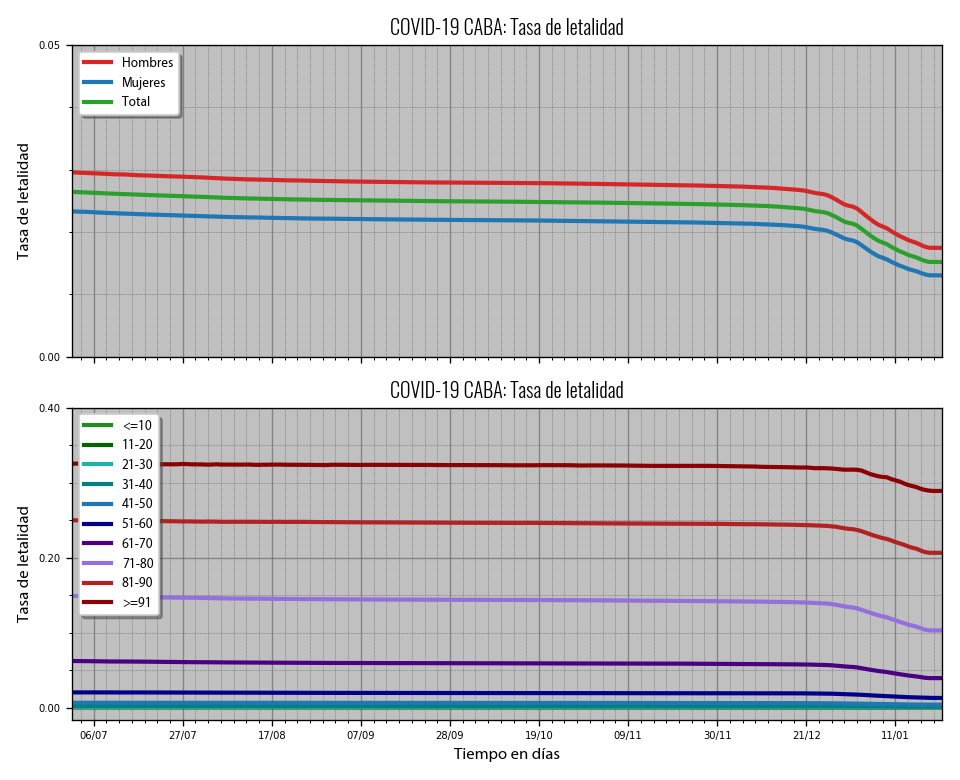 COVID-19 CABA: Tasa de letalidad
0.05
Hombres
Mujeres
Total
Tasa de letalidad
0.00
COVID-19 CABA: Tasa de letalidad
0.40
<=10
11-20
21-30
31-40
41-50
51-60
61-70
71-80
81-90
>=91
0.20
Tasa de letalidad
0.00
06/07 27/07 17/08 07/09 28/09 19/10 09/11 30/11 21/12 11/01
Tiempo en días